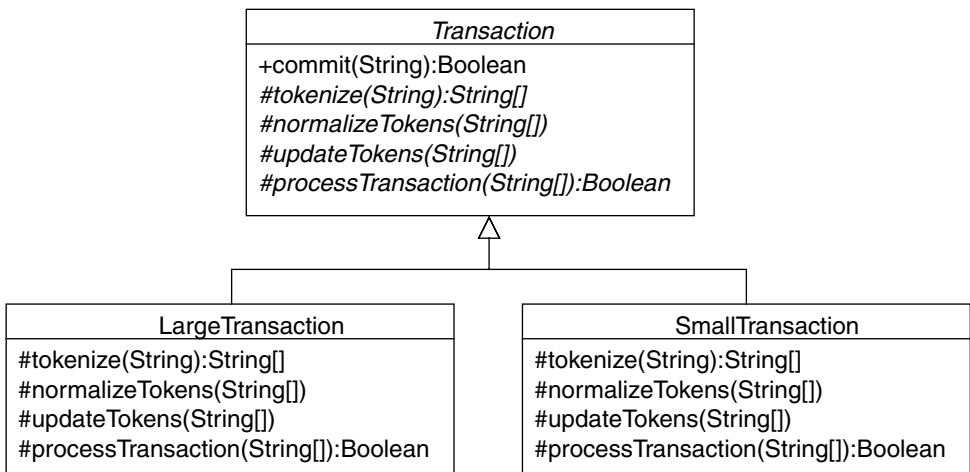 Transaction
+commit(String):Boolean
#tokenize(String):String[]
#normalizeTokens(String[])
#updateTokens(String[])
#processTransaction(String[]):Boolean
LargeTransaction
#tokenize(String):String[]
#normalizeTokens(String[])
#updateTokens(String[])
#processTransaction(String[]):Boolean
SmallTransaction
#tokenize(String):String[]
#normalizeTokens(String[])
#updateTokens(String[])
#processTransaction(String[]):Boolean